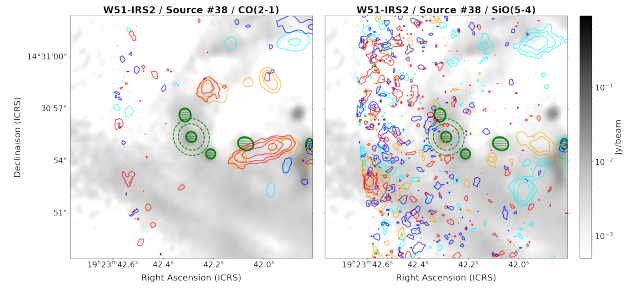 W51-IRS2 / Source #38 / CO(2-1)
W51-IRS2 / Source #38 / SiO(5-4)
14°31'00"
30'57"
54"
51"
Declinaison (ICRS)
19ʰ23ᵐ42.6ˢ 42.4ˢ 42.2ˢ 42.0ˢ
42.6ˢ 42.4ˢ 42.2ˢ 42.0ˢ
Right Ascension (ICRS)
Right Ascension (ICRS)
10⁻¹
10⁻²
10⁻³
Jy/beam